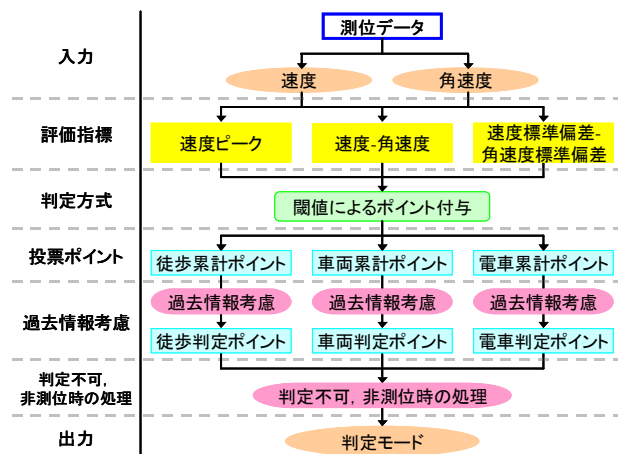 測位データ
入力
速度
角速度
評価指標
速度ピーク
速度-角速度
速度標準偏差-
角速度標準偏差
判定方式
閾値によるポイント付与
投票ポイント
徒歩累計ポイント
車両累計ポイント
電車累計ポイント
過去情報考慮
過去情報考慮
過去情報考慮
過去情報考慮
徒歩判定ポイント
車両判定ポイント
電車判定ポイント
判定不可,
非測位時の処理
判定不可, 非測位時の処理
出力
判定モード